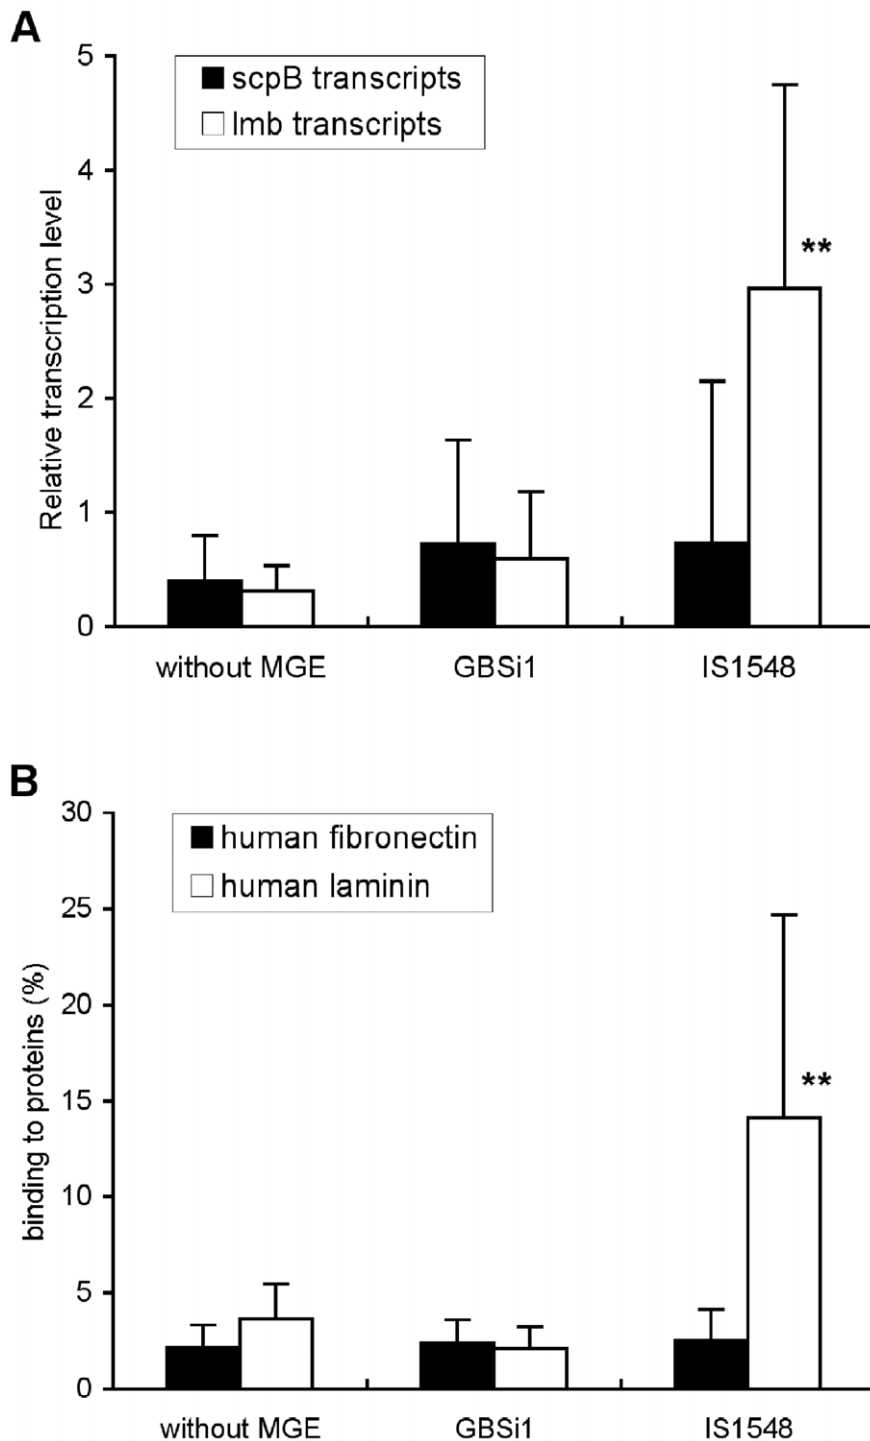 A
5
4
3
2
1
0
Relative transcription level
scpB transcripts
lmb transcripts
**
without MGE GBSi1 IS1548
B
30
25
20
15
10
5
0
binding to proteins (%)
human fibronectin
human laminin
**
without MGE GBSi1 IS1548